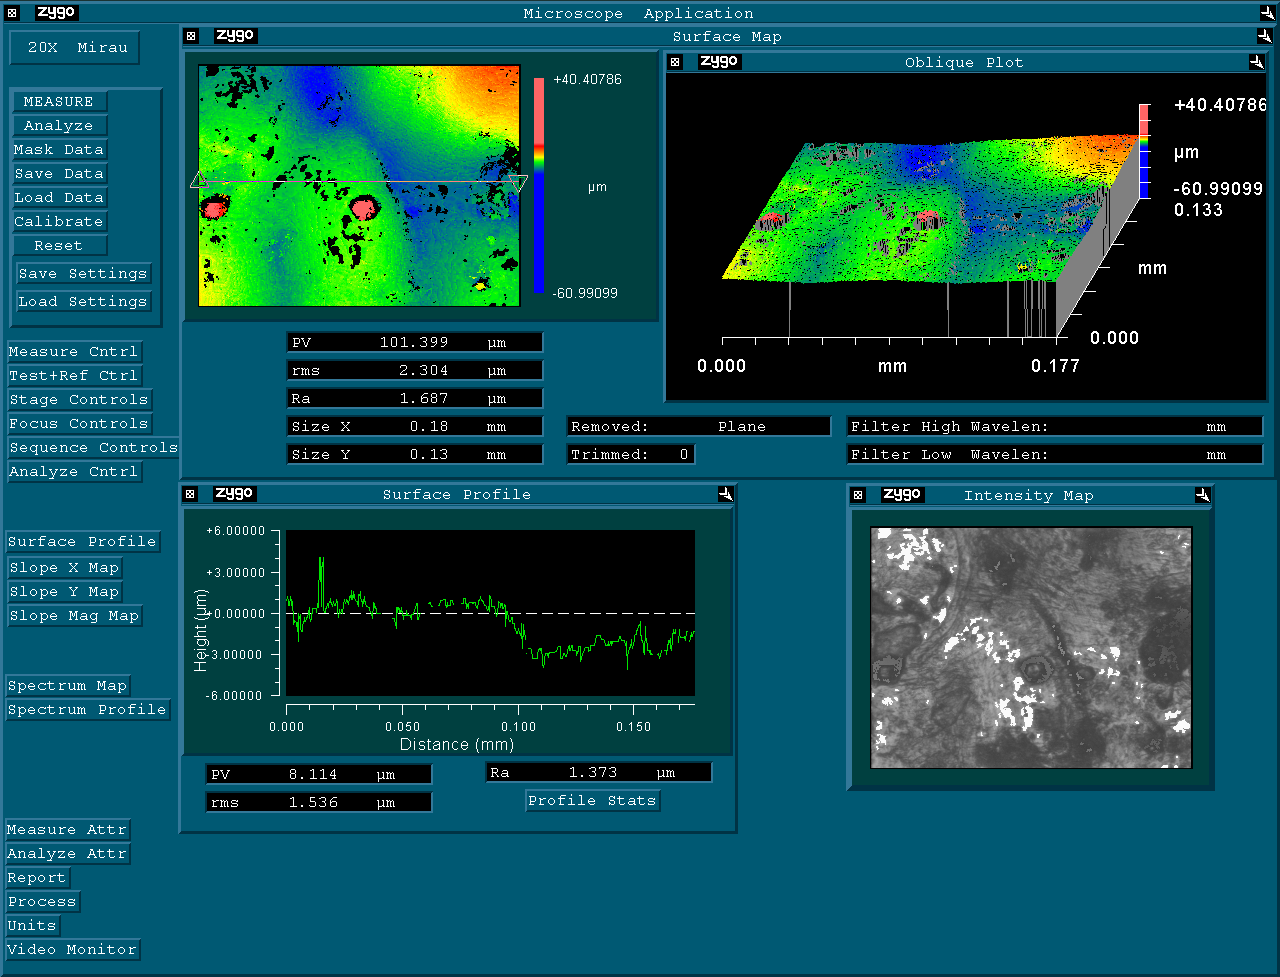 zygo Microscope Application
20X Mirau
MEASURE
Analyze
Mask Data
Save Data
Load Data
Calibrate
Reset
Save Settings
Load Settings
Measure Cntrl
Test+Ref Ctrl
Stage Controls
Focus Controls
Sequence Controls
Analyze Cntrl
Surface Profile
Slope X Map
Slope Y Map
Slope Mag Map
Spectrum Map
Spectrum Profile
Measure Attr
Analyze Attr
Report
Process
Units
Video Monitor
zygo Surface Map
+40.40786
µm
-60.99099
zygo Oblique Plot
+40.40786
µm
-60.99099
0.133
mm
0.000
0.000 mm 0.177
PV 101.399 µm
rms 2.304 µm
Ra 1.687 µm
Size X 0.18 mm
Size Y 0.13 mm
Removed: Plane
Trimmed: 0
Filter High Wavelen: mm
Filter Low Wavelen: mm
zygo Surface Profile
+6.00000
+3.00000
+0.00000
-3.00000
-6.00000
Height (µm)
0.000 0.050 0.100 0.150
Distance (mm)
PV 8.114 µm
rms 1.536 µm
Ra 1.373 µm
Profile Stats
zygo Intensity Map